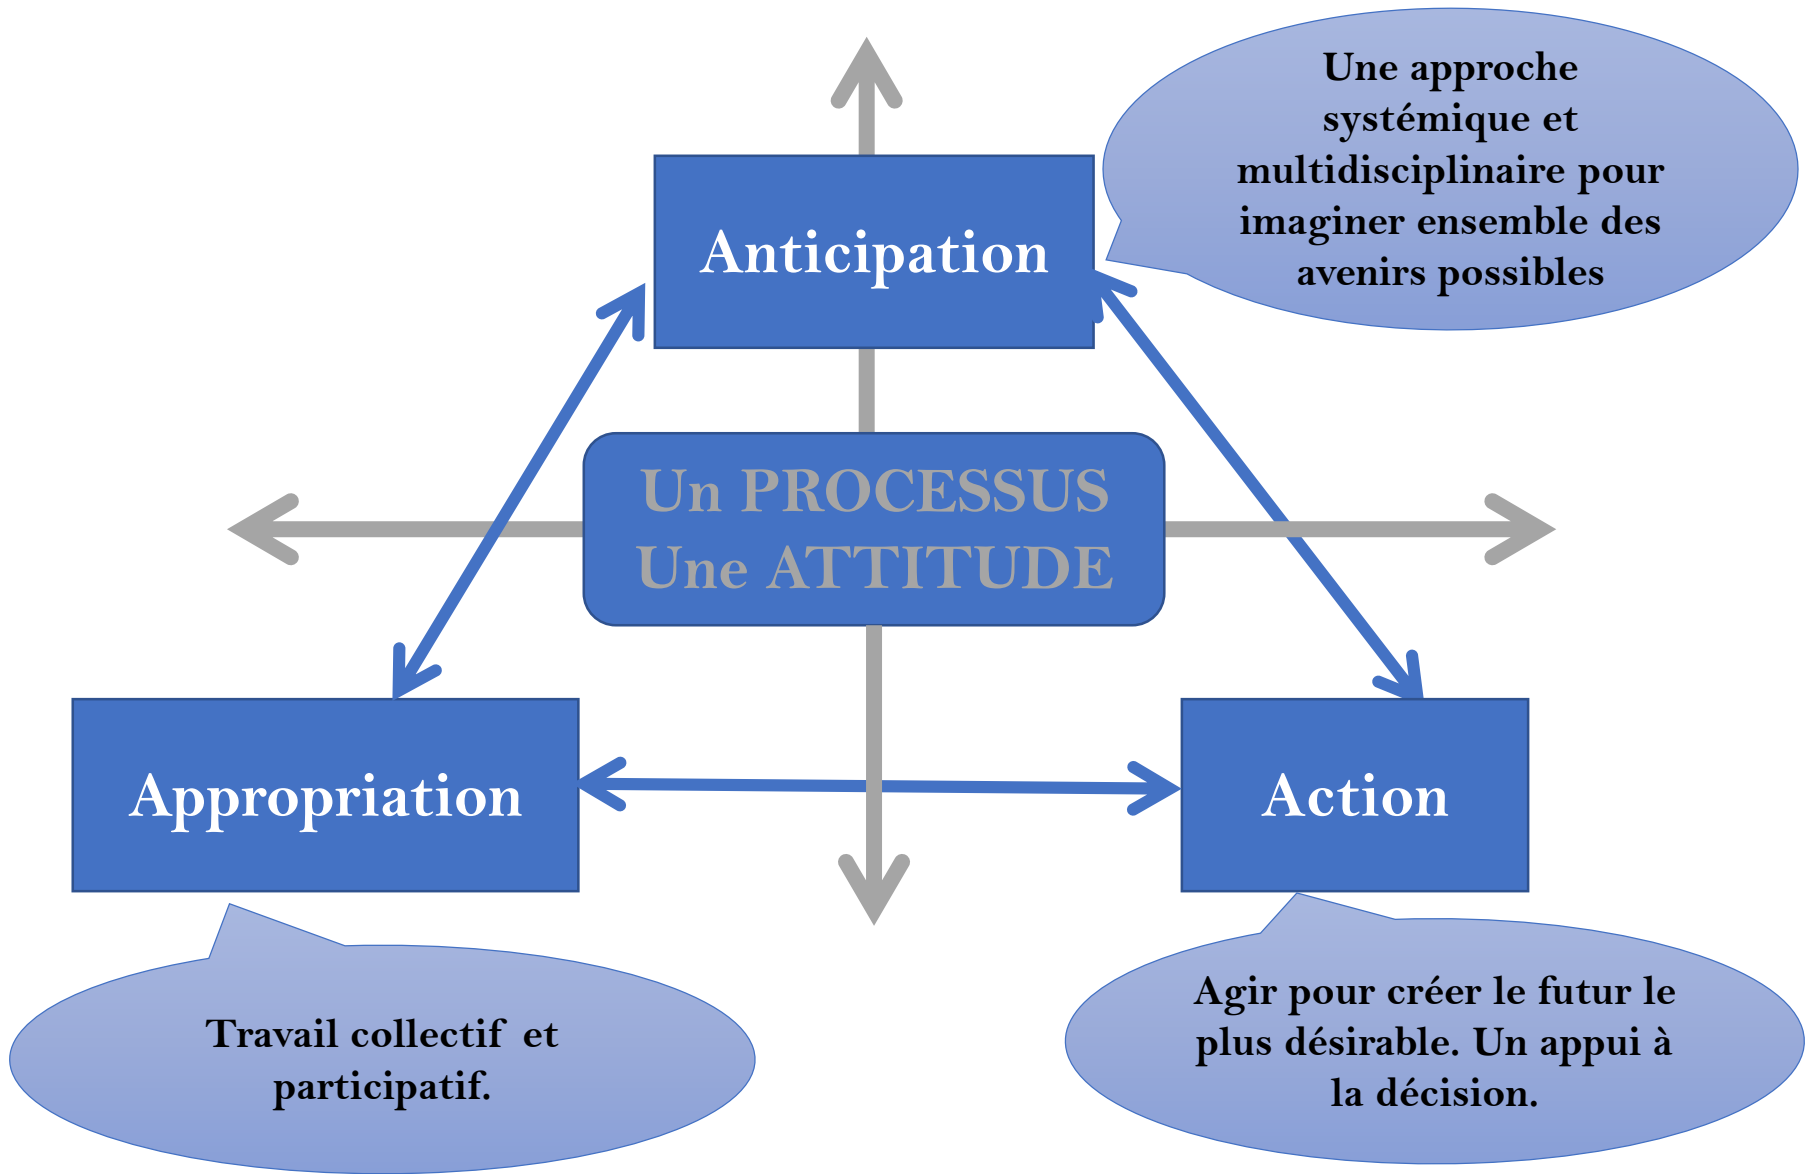 Une approche
systémique et
multidisciplinaire pour
imaginer ensemble des
avenirs possibles
Anticipation
Un PROCESSUS
Une ATTITUDE
Appropriation
Action
Travail collectif et
participatif.
Agir pour créer le futur le
plus désirable. Un appui à
la décision.